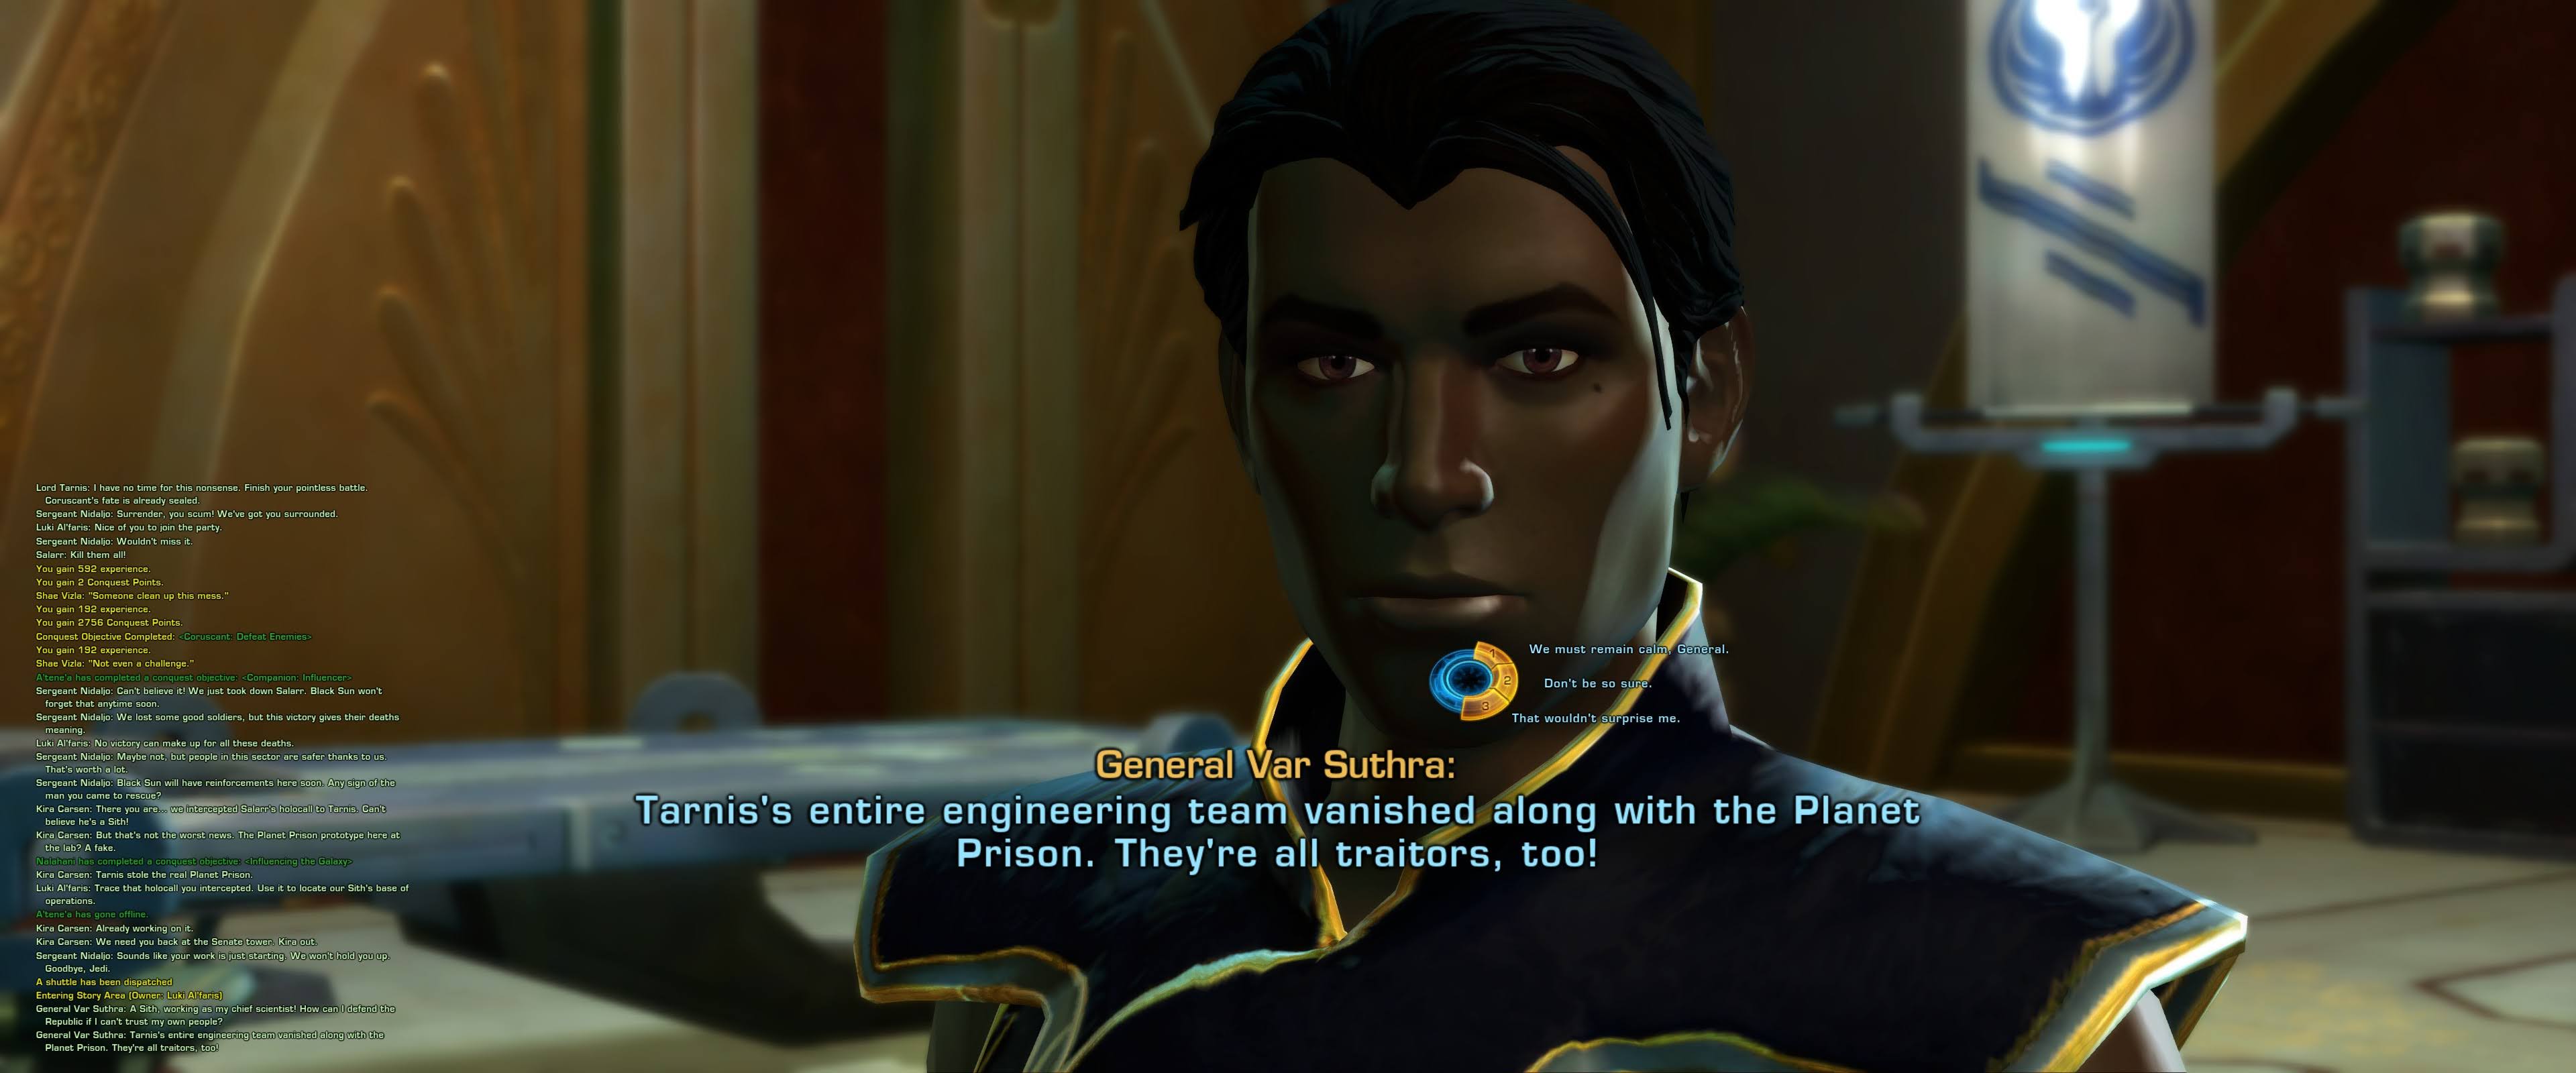 Lord Tarnis: I have no time for this nonsense. Finish your pointless battle.
Coruscant's fate is already sealed.
Sergeant Nidaljo: Surrender, you scum! We've got you surrounded.
Luki Al'faris: Nice of you to join the party.
Sergeant Nidaljo: Wouldn't miss it.
Salarr: Kill them all!
You gain 592 experience.
You gain 2 Conquest Points.
Shae Vizla: "Someone clean up this mess."
You gain 192 experience.
You gain 2756 Conquest Points.
Conquest Objective Completed: <Coruscant: Defeat Enemies>
You gain 192 experience.
Shae Vizla: "Not even a challenge."
A'tene'a has completed a conquest objective: <Companion: Influencer>
Sergeant Nidaljo: Can't believe it! We just took down Salarr. Black Sun won't
forget that anytime soon.
Sergeant Nidaljo: We lost some good soldiers, but this victory gives their deaths
meaning.
Luki Al'faris: No victory can make up for all these deaths.
Sergeant Nidaljo: Maybe not, but people in this sector are safer thanks to us.
That's worth a lot.
Sergeant Nidaljo: Black Sun will have reinforcements here soon. Any sign of the
man you came to rescue?
Kira Carsen: There you are... we intercepted Salarr's holocall to Tarnis. Can't
believe he's a Sith!
Kira Carsen: But that's not the worst news. The Planet Prison prototype here at
the lab? A fake.
Nalahani has completed a conquest objective: <Influencing the Galaxy>
Kira Carsen: Tarnis stole the real Planet Prison.
Luki Al'faris: Trace that holocall you intercepted. Use it to locate our Sith's base of
operations.
A'tene'a has gone offline.
Kira Carsen: Already working on it.
Kira Carsen: We need you back at the Senate tower. Kira out.
Sergeant Nidaljo: Sounds like your work is just starting. We won't hold you up.
Goodbye, Jedi.
A shuttle has been dispatched
Entering Story Area (Owner: Luki Al'faris)
General Var Suthra: A Sith, working as my chief scientist! How can I defend the
Republic if I can't trust my own people?
General Var Suthra: Tarnis's entire engineering team vanished along with the
Planet Prison. They're all traitors, too!
1 We must remain calm, General.
2 Don't be so sure.
3 That wouldn't surprise me.
General Var Suthra:
Tarnis's entire engineering team vanished along with the Planet
Prison. They're all traitors, too!